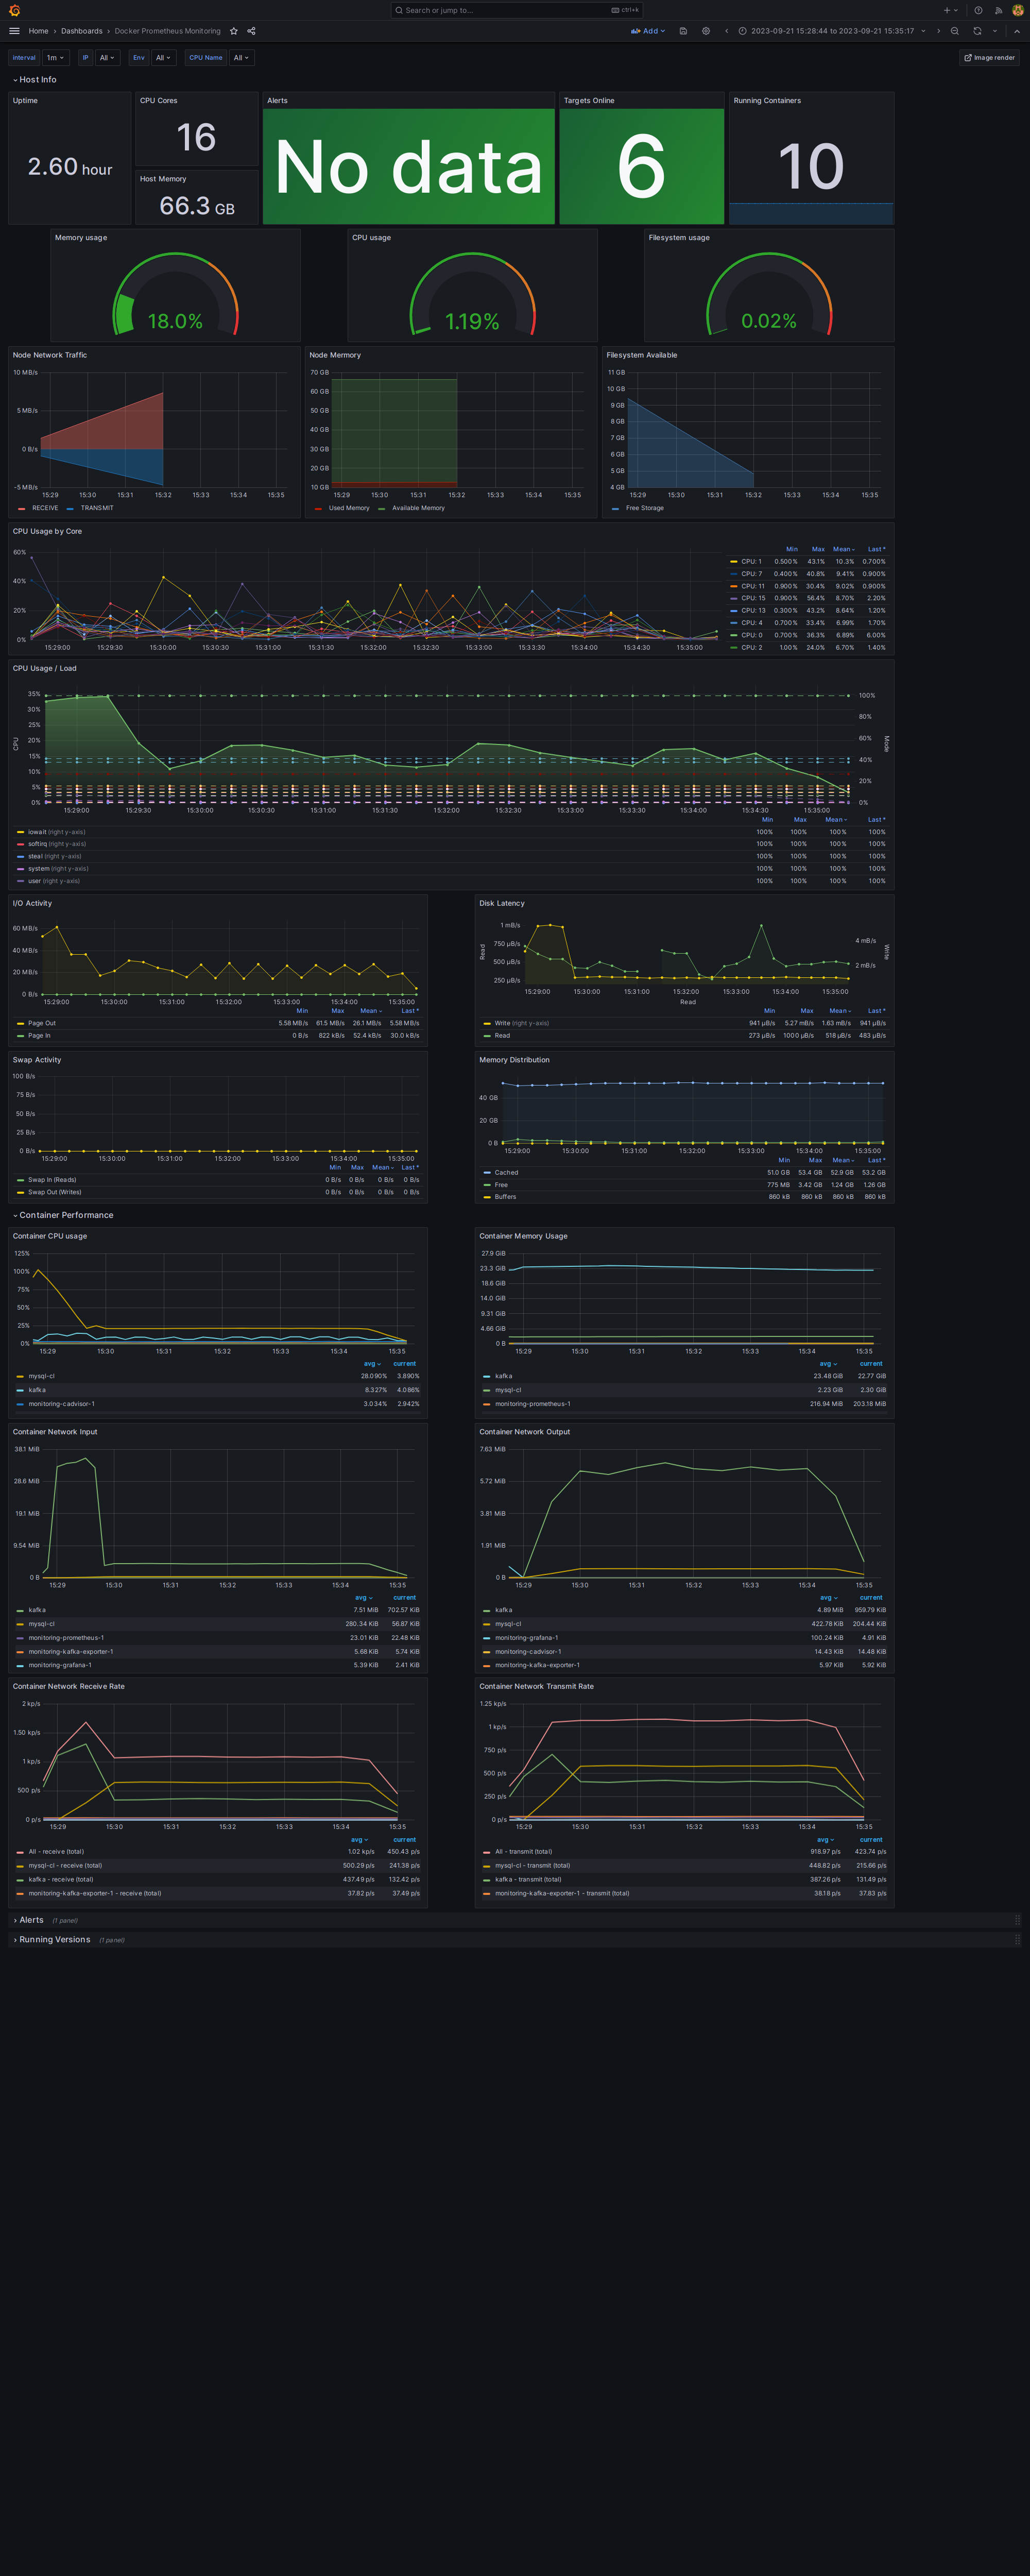 Search or jump to...
ctrl+k
Home › Dashboards › Docker Prometheus Monitoring
Add
2023-09-21 15:28:44 to 2023-09-21 15:35:17
Interval 1m IP All Env All CPU Name All
Image render
Host Info
Uptime
2.60 hour
CPU Cores
16
Host Memory
66.3 GB
Alerts
No data
Targets Online
6
Running Containers
10
Memory usage
18.0%
CPU usage
1.19%
Filesystem usage
0.02%
Node Network Traffic
10 MB/s
5 MB/s
0 B/s
-5 MB/s
15:29 15:30 15:31 15:32 15:33 15:34 15:35
RECEIVE TRANSMIT
Node Mermory
70 GB
60 GB
50 GB
40 GB
30 GB
20 GB
10 GB
15:29 15:30 15:31 15:32 15:33 15:34 15:35
Used Memory Available Memory
Filesystem Available
11 GB
10 GB
9 GB
8 GB
7 GB
6 GB
5 GB
4 GB
15:29 15:30 15:31 15:32 15:33 15:34 15:35
Free Storage
CPU Usage by Core
60%
40%
20%
0%
15:29:00 15:29:30 15:30:00 15:30:30 15:31:00 15:31:30 15:32:00 15:32:30 15:33:00 15:33:30 15:34:00 15:34:30 15:35:00
Min Max Mean Last *
CPU: 1 0.500% 43.1% 10.3% 0.700%
CPU: 7 0.400% 40.8% 9.41% 0.900%
CPU: 11 0.900% 30.4% 9.02% 0.900%
CPU: 15 0.900% 56.4% 8.70% 2.20%
CPU: 13 0.300% 43.2% 8.64% 1.20%
CPU: 4 0.700% 33.4% 6.99% 1.70%
CPU: 0 0.700% 36.3% 6.89% 6.00%
CPU: 2 1.00% 24.0% 6.70% 1.40%
CPU Usage / Load
CPU
35%
30%
25%
20%
15%
10%
5%
0%
100%
80%
60%
40%
20%
0%
Mode
15:29:00 15:29:30 15:30:00 15:30:30 15:31:00 15:31:30 15:32:00 15:32:30 15:33:00 15:33:30 15:34:00 15:34:30 15:35:00
Min Max Mean Last *
iowait (right y-axis) 100% 100% 100% 100%
softirq (right y-axis) 100% 100% 100% 100%
steal (right y-axis) 100% 100% 100% 100%
system (right y-axis) 100% 100% 100% 100%
user (right y-axis) 100% 100% 100% 100%
I/O Activity
60 MB/s
40 MB/s
20 MB/s
0 B/s
15:29:00 15:30:00 15:31:00 15:32:00 15:33:00 15:34:00 15:35:00
Min Max Mean Last *
Page Out 5.58 MB/s 61.5 MB/s 26.1 MB/s 5.58 MB/s
Page In 0 B/s 822 kB/s 52.4 kB/s 30.0 kB/s
Disk Latency
Read
1 mB/s
750 µB/s
500 µB/s
250 µB/s
4 mB/s
2 mB/s
Write
15:29:00 15:30:00 15:31:00 15:32:00 15:33:00 15:34:00 15:35:00
Read
Min Max Mean Last *
Write (right y-axis) 941 µB/s 5.27 mB/s 1.63 mB/s 941 µB/s
Read 273 µB/s 1000 µB/s 518 µB/s 483 µB/s
Swap Activity
100 B/s
75 B/s
50 B/s
25 B/s
0 B/s
15:29:00 15:30:00 15:31:00 15:32:00 15:33:00 15:34:00 15:35:00
Min Max Mean Last *
Swap In (Reads) 0 B/s 0 B/s 0 B/s 0 B/s
Swap Out (Writes) 0 B/s 0 B/s 0 B/s 0 B/s
Memory Distribution
40 GB
20 GB
0 B
15:29:00 15:30:00 15:31:00 15:32:00 15:33:00 15:34:00 15:35:00
Min Max Mean Last *
Cached 51.0 GB 53.4 GB 52.9 GB 53.2 GB
Free 775 MB 3.42 GB 1.24 GB 1.26 GB
Buffers 860 kB 860 kB 860 kB 860 kB
Container Performance
Container CPU usage
125%
100%
75%
50%
25%
0%
15:29 15:30 15:31 15:32 15:33 15:34 15:35
avg current
mysql-cl 28.090% 3.890%
kafka 8.327% 4.086%
monitoring-cadvisor-1 3.034% 2.942%
Container Memory Usage
27.9 GiB
23.3 GiB
18.6 GiB
14.0 GiB
9.31 GiB
4.66 GiB
0 B
15:29 15:30 15:31 15:32 15:33 15:34 15:35
avg current
kafka 23.48 GiB 22.77 GiB
mysql-cl 2.23 GiB 2.30 GiB
monitoring-prometheus-1 216.94 MiB 203.18 MiB
Container Network Input
38.1 MiB
28.6 MiB
19.1 MiB
9.54 MiB
0 B
15:29 15:30 15:31 15:32 15:33 15:34 15:35
avg current
kafka 7.51 MiB 702.57 KiB
mysql-cl 280.34 KiB 56.87 KiB
monitoring-prometheus-1 23.01 KiB 22.48 KiB
monitoring-kafka-exporter-1 5.68 KiB 5.74 KiB
monitoring-grafana-1 5.39 KiB 2.41 KiB
Container Network Output
7.63 MiB
5.72 MiB
3.81 MiB
1.91 MiB
0 B
15:29 15:30 15:31 15:32 15:33 15:34 15:35
avg current
kafka 4.89 MiB 959.79 KiB
mysql-cl 422.78 KiB 204.44 KiB
monitoring-grafana-1 100.24 KiB 4.91 KiB
monitoring-cadvisor-1 14.43 KiB 14.48 KiB
monitoring-kafka-exporter-1 5.97 KiB 5.92 KiB
Container Network Receive Rate
2 kp/s
1.50 kp/s
1 kp/s
500 p/s
0 p/s
15:29 15:30 15:31 15:32 15:33 15:34 15:35
avg current
All - receive (total) 1.02 kp/s 450.43 p/s
mysql-cl - receive (total) 500.29 p/s 241.38 p/s
kafka - receive (total) 437.49 p/s 132.42 p/s
monitoring-kafka-exporter-1 - receive (total) 37.82 p/s 37.49 p/s
Container Network Transmit Rate
1.25 kp/s
1 kp/s
750 p/s
500 p/s
250 p/s
0 p/s
15:29 15:30 15:31 15:32 15:33 15:34 15:35
avg current
All - transmit (total) 918.97 p/s 423.74 p/s
mysql-cl - transmit (total) 448.82 p/s 215.66 p/s
kafka - transmit (total) 387.26 p/s 131.49 p/s
monitoring-kafka-exporter-1 - transmit (total) 38.18 p/s 37.83 p/s
Alerts (1 panel)
Running Versions (1 panel)